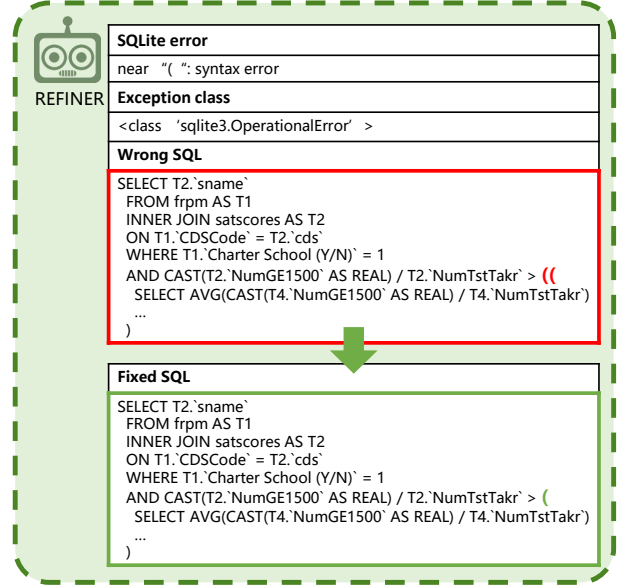 SQLite error
near “( “: syntax error
REFINER
Exception class
<class ‘sqlite3.OperationalError’ >
Wrong SQL
SELECT T2.`sname`
FROM frpm AS T1
INNER JOIN satscores AS T2
ON T1.`CDSCode` = T2.`cds`
WHERE T1.`Charter School (Y/N)` = 1
AND CAST(T2.`NumGE1500` AS REAL) / T2.`NumTstTakr` > ((
SELECT AVG(CAST(T4.`NumGE1500` AS REAL) / T4.`NumTstTakr`)
...
)
Fixed SQL
SELECT T2.`sname`
FROM frpm AS T1
INNER JOIN satscores AS T2
ON T1.`CDSCode` = T2.`cds`
WHERE T1.`Charter School (Y/N)` = 1
AND CAST(T2.`NumGE1500` AS REAL) / T2.`NumTstTakr` > (
SELECT AVG(CAST(T4.`NumGE1500` AS REAL) / T4.`NumTstTakr`)
...
)